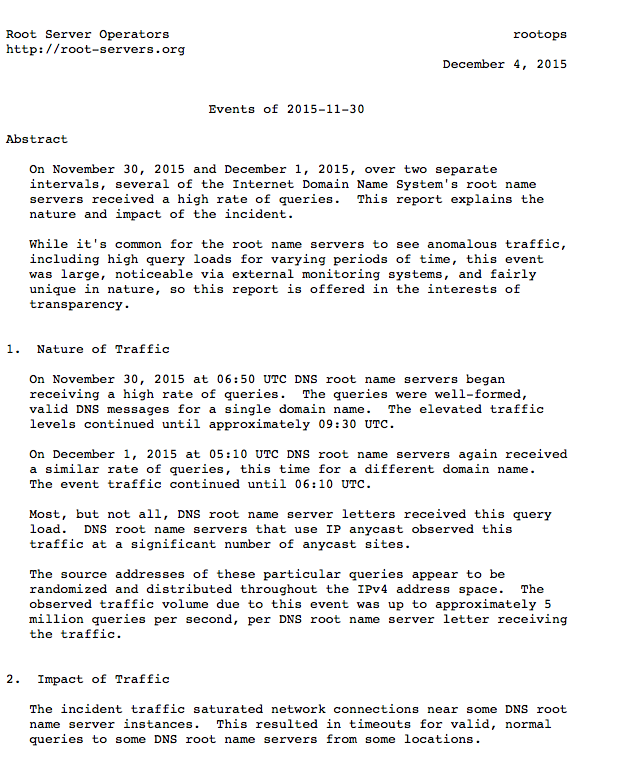 Root Server Operators rootops
http://root-servers.org
December 4, 2015
Events of 2015-11-30
Abstract
On November 30, 2015 and December 1, 2015, over two separate
intervals, several of the Internet Domain Name System's root name
servers received a high rate of queries. This report explains the
nature and impact of the incident.
While it's common for the root name servers to see anomalous traffic,
including high query loads for varying periods of time, this event
was large, noticeable via external monitoring systems, and fairly
unique in nature, so this report is offered in the interests of
transparency.
1. Nature of Traffic
On November 30, 2015 at 06:50 UTC DNS root name servers began
receiving a high rate of queries. The queries were well-formed,
valid DNS messages for a single domain name. The elevated traffic
levels continued until approximately 09:30 UTC.
On December 1, 2015 at 05:10 UTC DNS root name servers again received
a similar rate of queries, this time for a different domain name.
The event traffic continued until 06:10 UTC.
Most, but not all, DNS root name server letters received this query
load. DNS root name servers that use IP anycast observed this
traffic at a significant number of anycast sites.
The source addresses of these particular queries appear to be
randomized and distributed throughout the IPv4 address space. The
observed traffic volume due to this event was up to approximately 5
million queries per second, per DNS root name server letter receiving
the traffic.
2. Impact of Traffic
The incident traffic saturated network connections near some DNS root
name server instances. This resulted in timeouts for valid, normal
queries to some DNS root name servers from some locations.